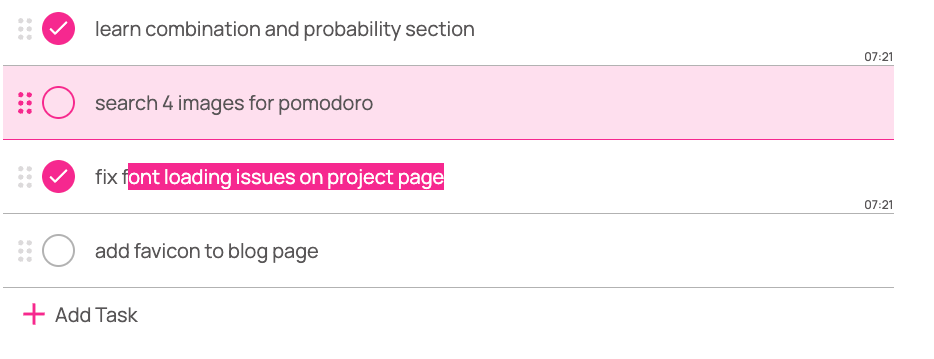 learn combination and probability section
07:21
search 4 images for pomodoro
fix font loading issues on project page
07:21
add favicon to blog page
Add Task